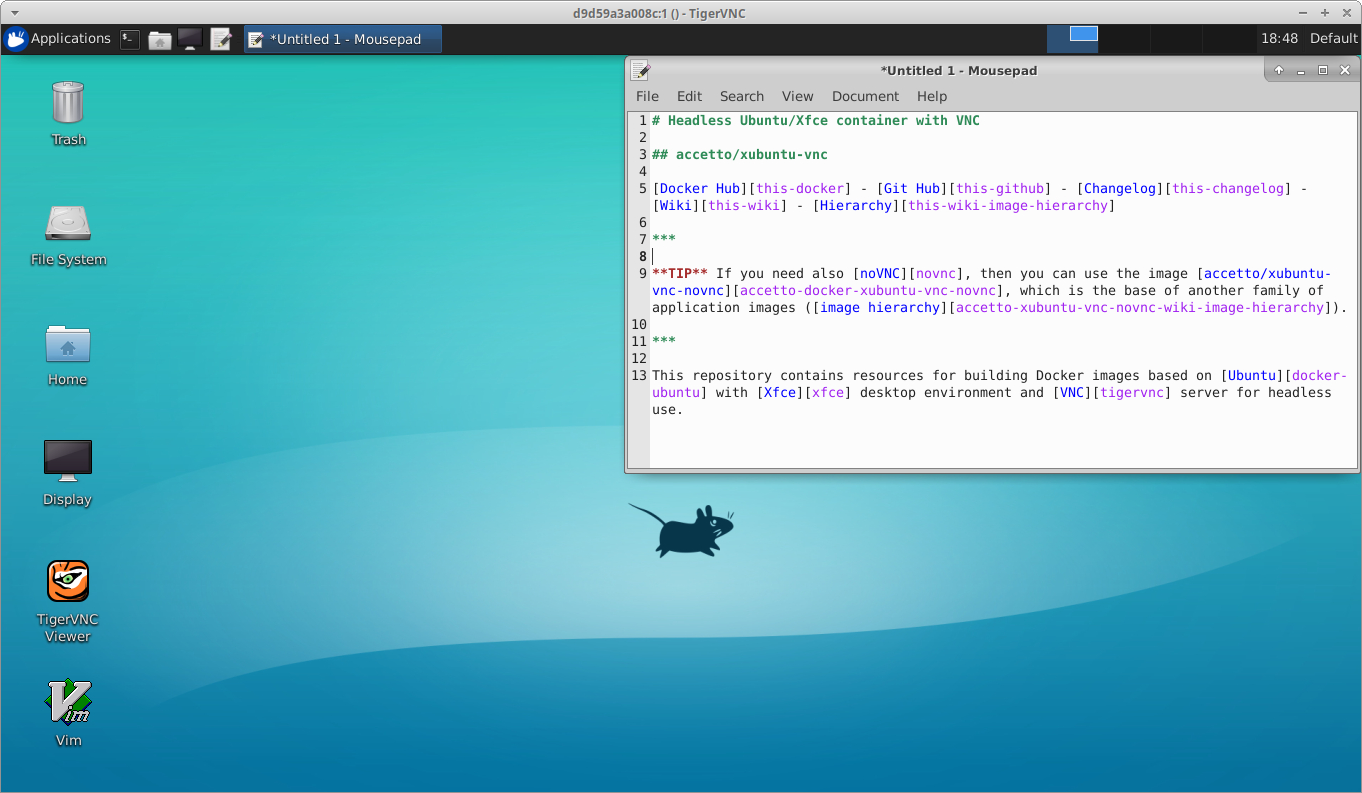 d9d59a3a008c:1 () - TigerVNC
Applications
*Untitled 1 - Mousepad
18:48 Default
Trash
File System
Home
Display
TigerVNC
Viewer
Vim
*Untitled 1 - Mousepad
File Edit Search View Document Help
1 # Headless Ubuntu/Xfce container with VNC
2
3 ## accetto/xubuntu-vnc
4
5 [Docker Hub][this-docker] - [Git Hub][this-github] - [Changelog][this-changelog] -
[Wiki][this-wiki] - [Hierarchy][this-wiki-image-hierarchy]
6
7 ***
8
9 **TIP** If you need also [noVNC][novnc], then you can use the image [accetto/xubuntu-
vnc-novnc][accetto-docker-xubuntu-vnc-novnc], which is the base of another family of
application images ([image hierarchy][accetto-xubuntu-vnc-novnc-wiki-image-hierarchy]).
10
11 ***
12
13 This repository contains resources for building Docker images based on [Ubuntu][docker-
ubuntu] with [Xfce][xfce] desktop environment and [VNC][tigervnc] server for headless
use.